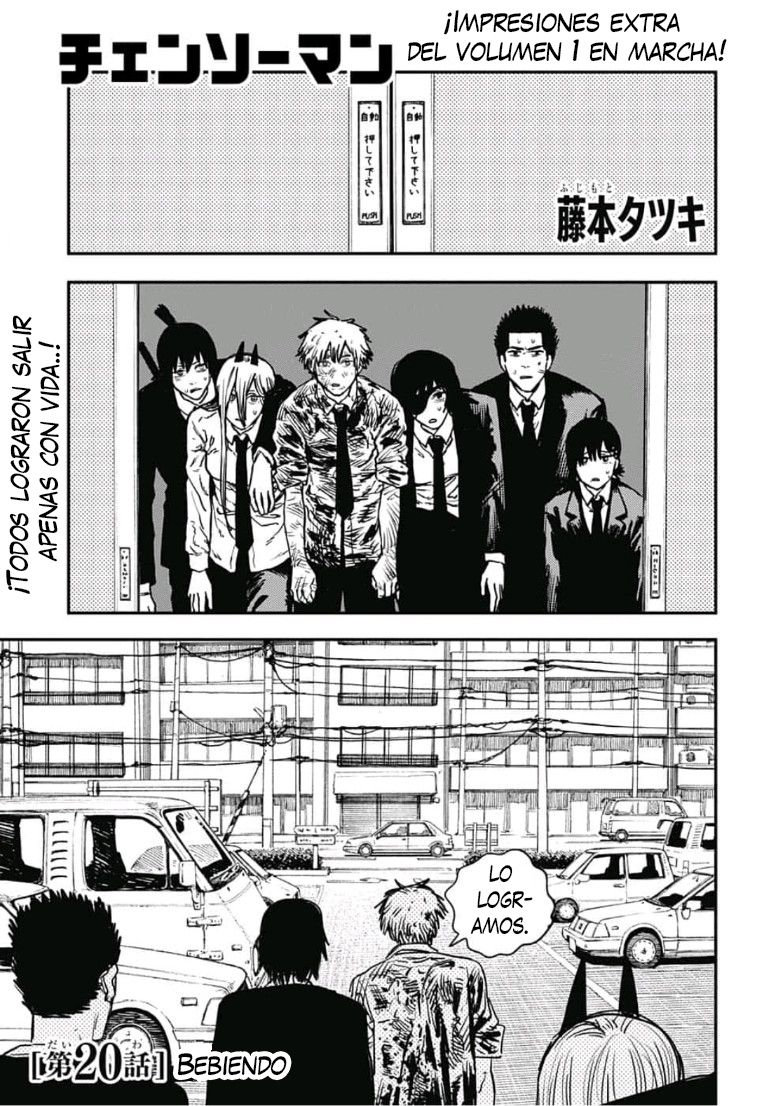 チェンソーマン
¡IMPRESIONES EXTRA
DEL VOLUMEN 1 EN MARCHA!
自動
押して下さい
PUSH
自動
押して下さい
PUSH
ふじもと
藤本タツキ
¡TODOS LOGRARON SALIR
APENAS CON VIDA..!
LO
LOGR-
AMOS.
だい わ
[第20話] BEBIENDO